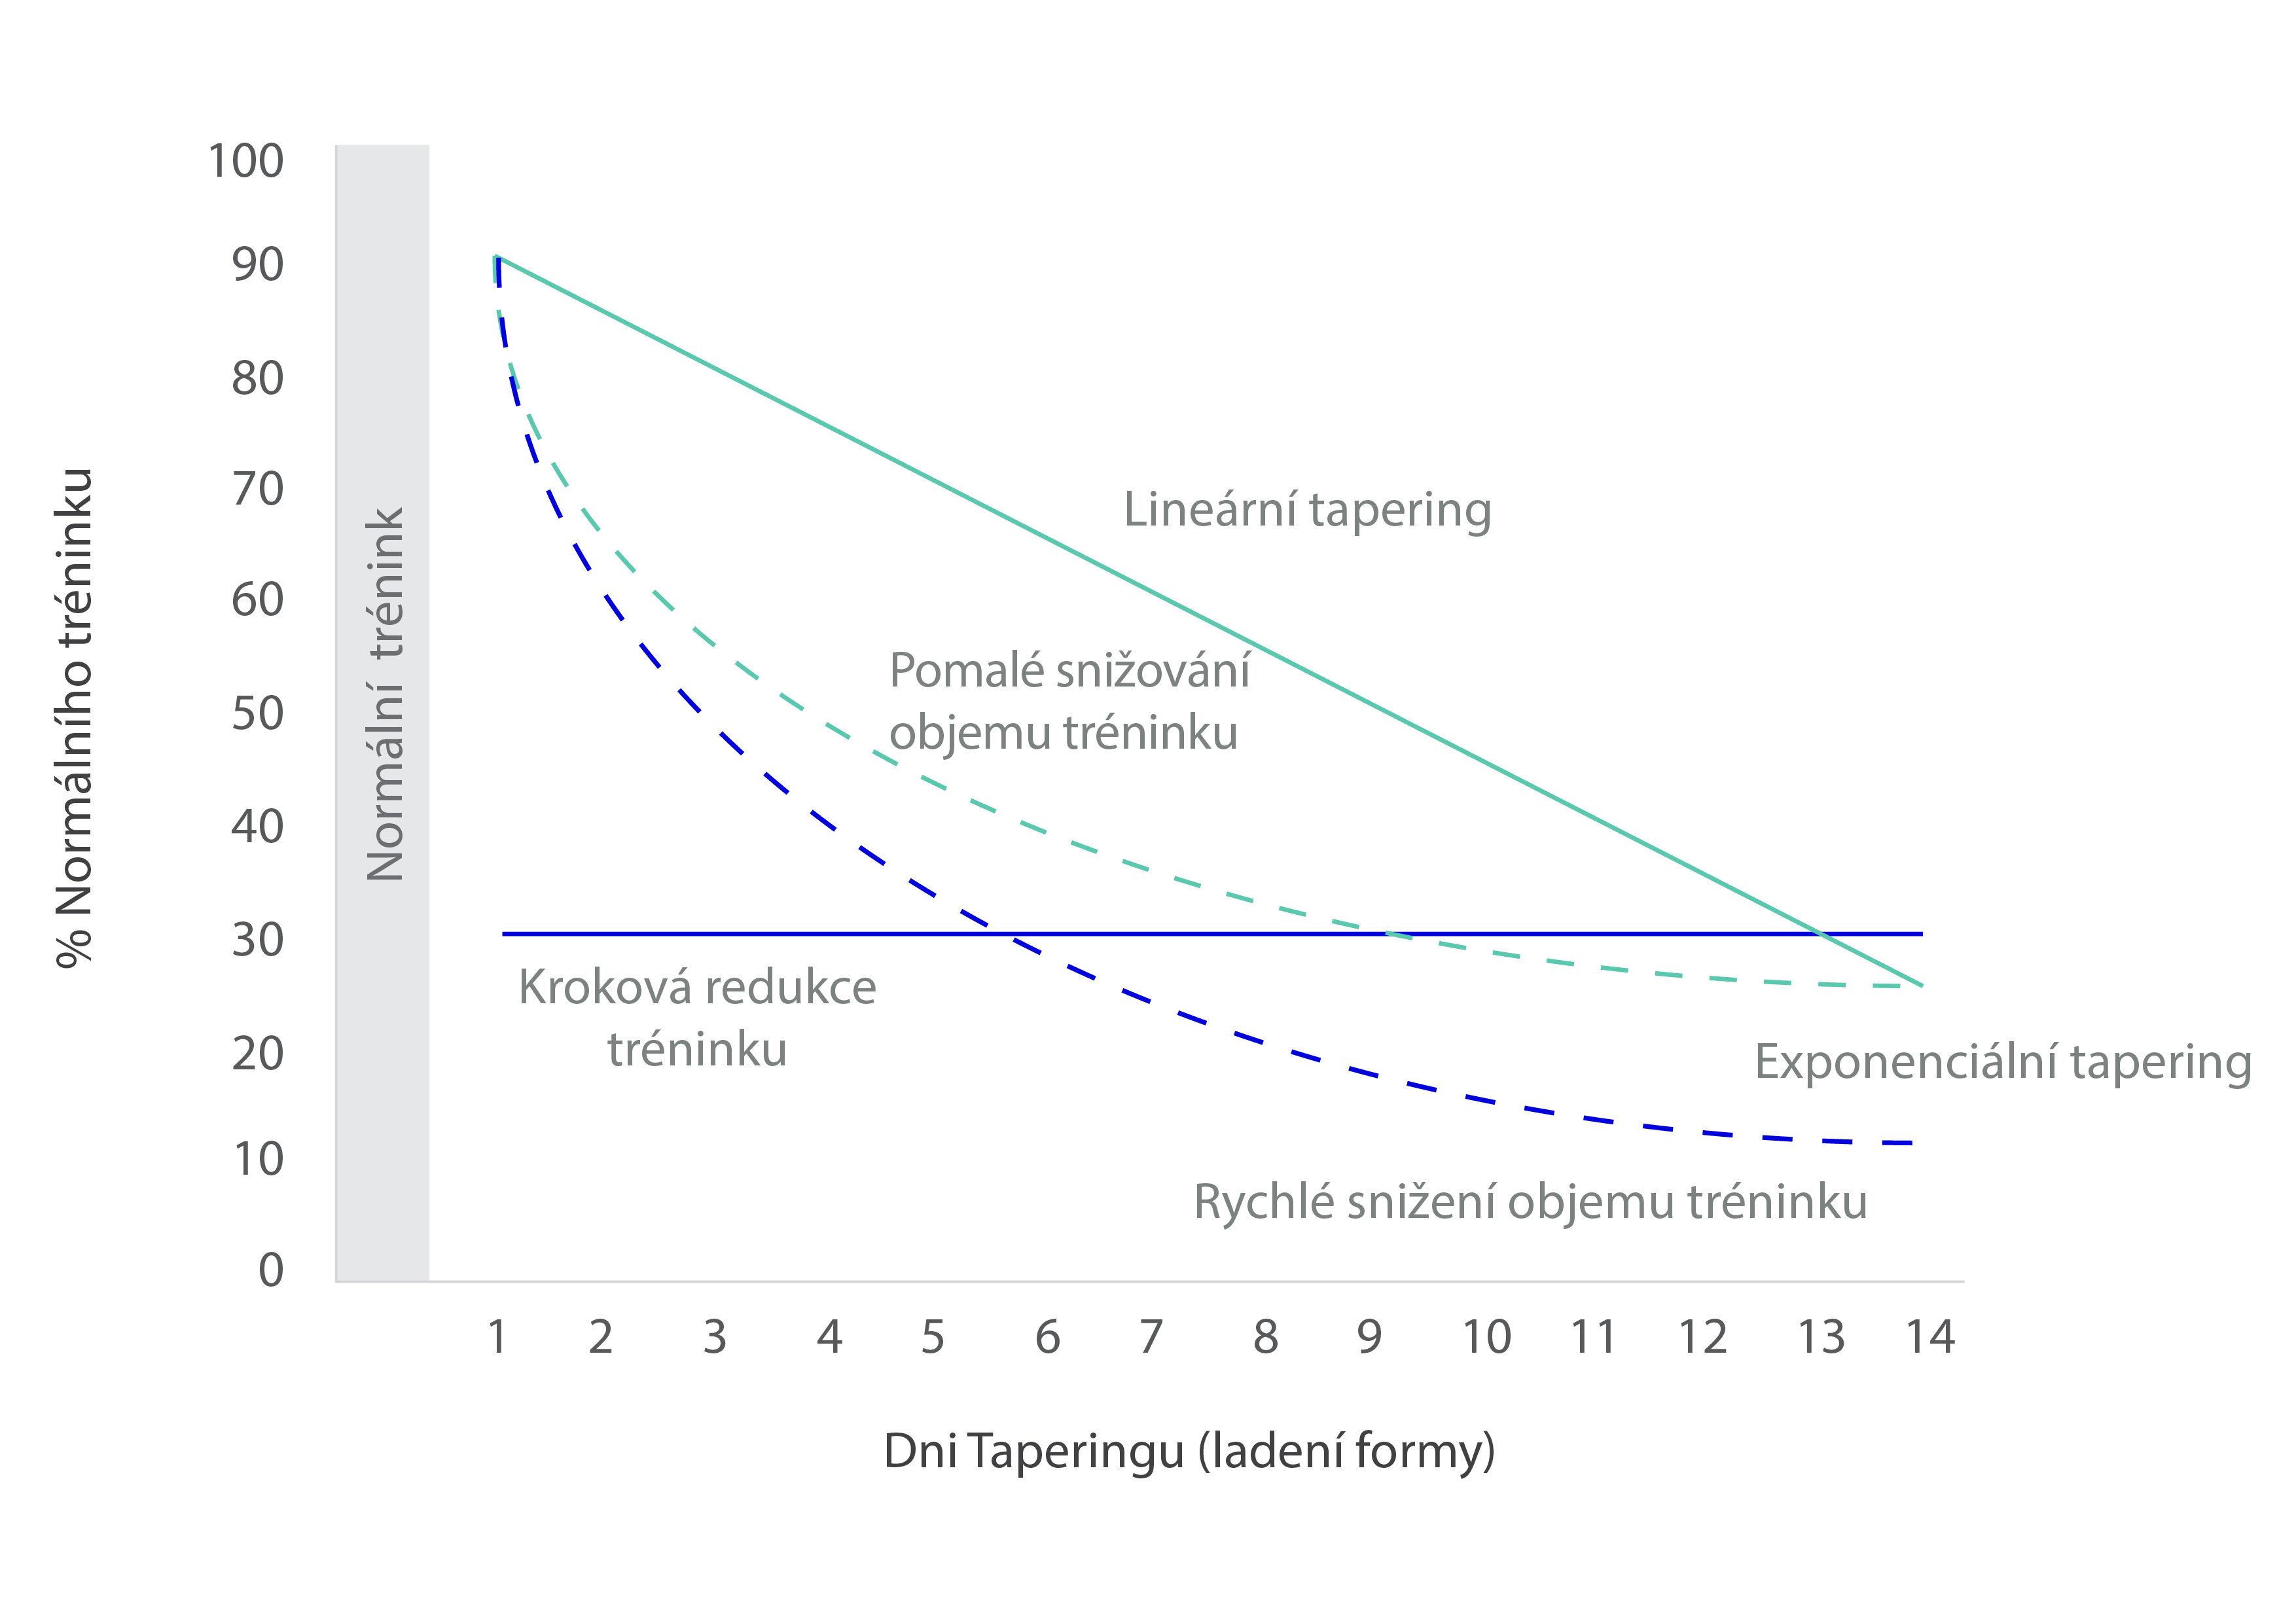 100
90
80
70
60
50
40
30
20
10
0
% Normálního tréninku
Normální trénink
Lineární tapering
Pomalé snižování
objemu tréninku
Kroková redukce
tréninku
Exponenciální tapering
Rychlé snižení objemu tréninku
1 2 3 4 5 6 7 8 9 10 11 12 13 14
Dni Taperingu (ladení formy)